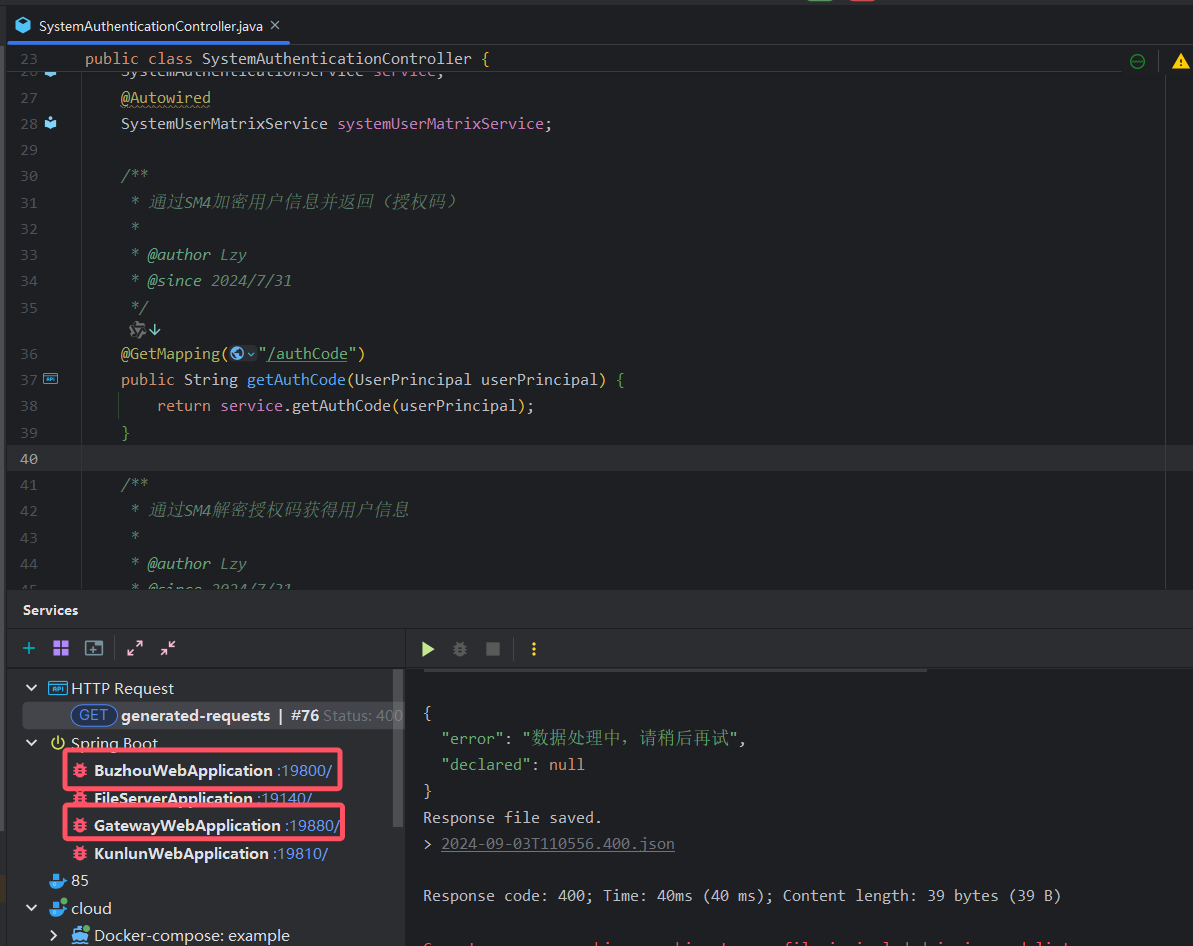 SystemAuthenticationController.java
23 public class SystemAuthenticationController {
26 SystemAuthenticationService service;
27 @Autowired
28 SystemUserMatrixService systemUserMatrixService;
29
30 /**
31 * 通过SM4加密用户信息并返回（授权码）
32 *
33 * @author Lzy
34 * @since 2024/7/31
35 */
36 @GetMapping("/authCode")
37 public String getAuthCode(UserPrincipal userPrincipal) {
38 return service.getAuthCode(userPrincipal);
39 }
40
41 /**
42 * 通过SM4解密授权码获得用户信息
43 *
44 * @author Lzy
45 * @since 2024/7/31
Services
HTTP Request
GET generated-requests | #76 Status: 400
Spring Boot
BuzhouWebApplication :19800/
FileServerApplication :19140/
GatewayWebApplication :19880/
KunlunWebApplication :19810/
85
cloud
Docker-compose: example
{
"error": "数据处理中，请稍后再试",
"declared": null
}
Response file saved.
> 2024-09-03T110556.400.json
Response code: 400; Time: 40ms (40 ms); Content length: 39 bytes (39 B)